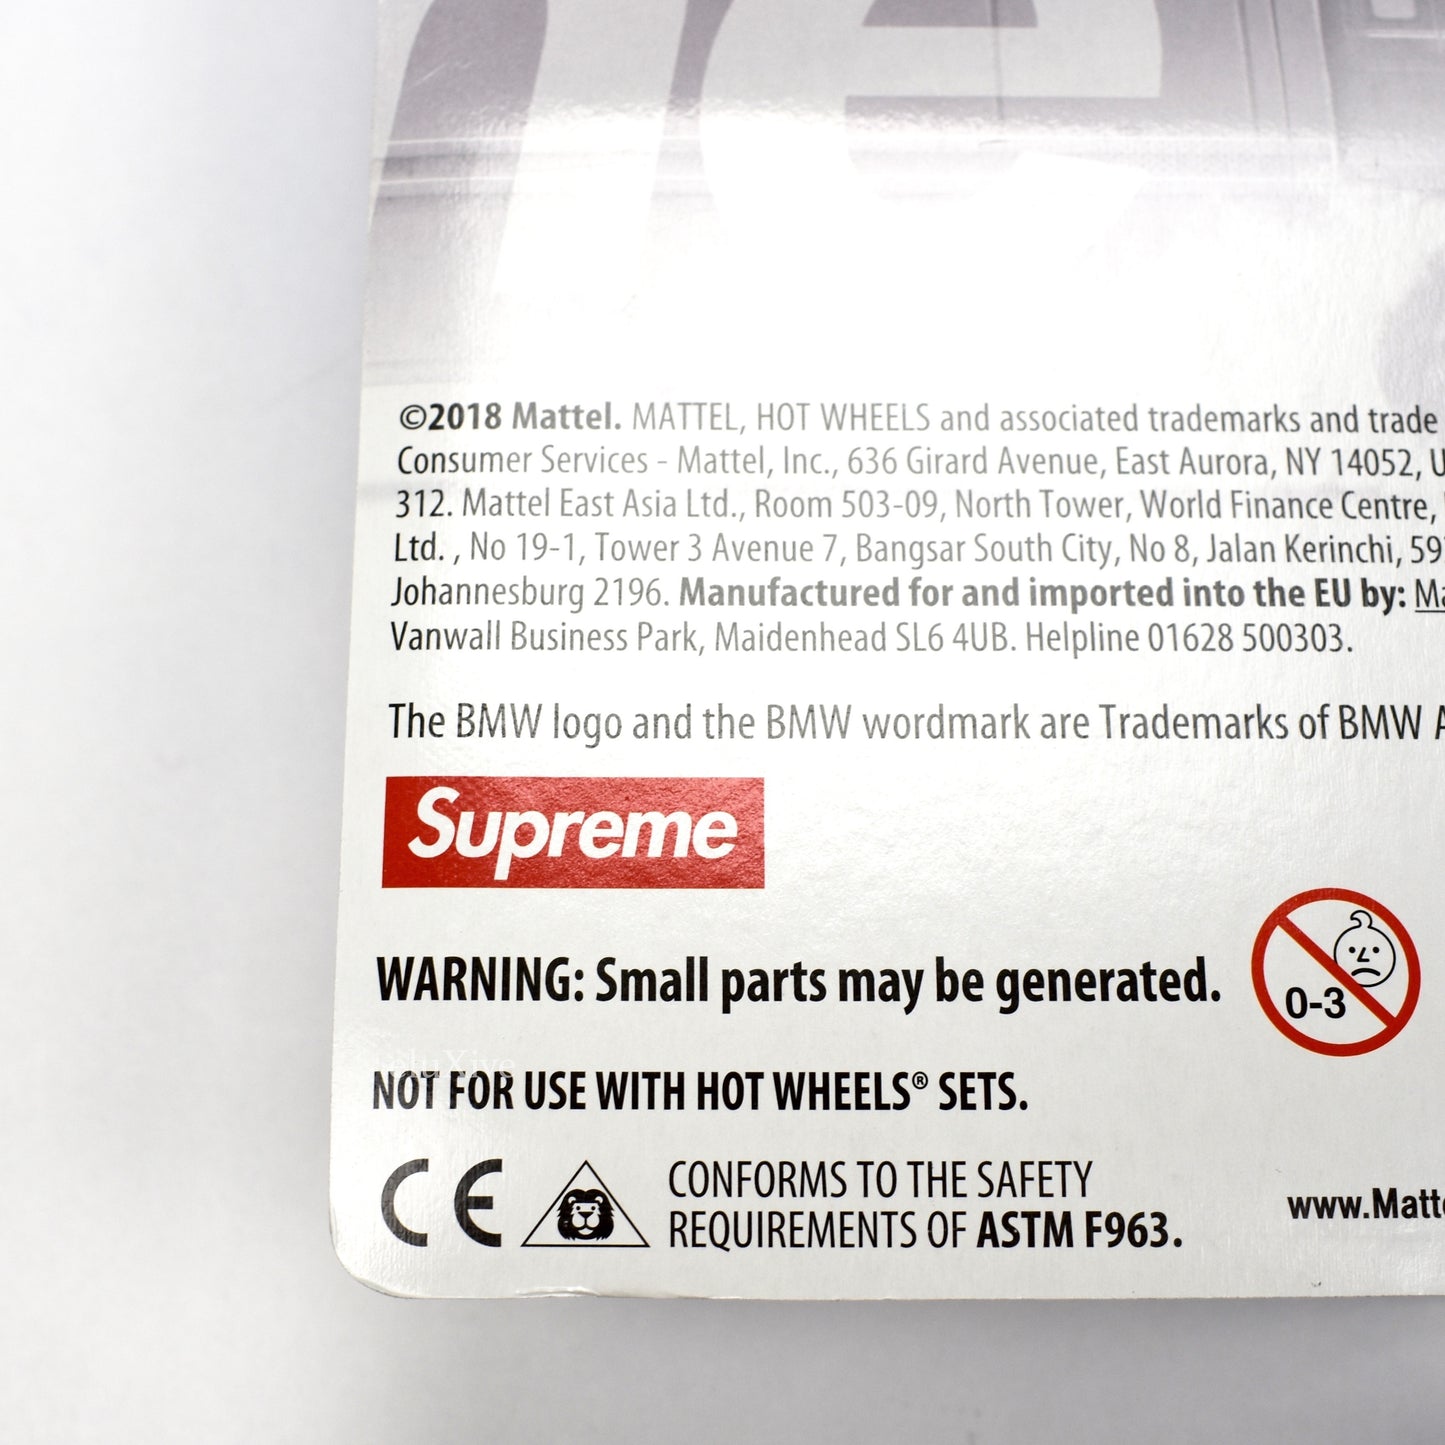 ©2018 Mattel. MATTEL, HOT WHEELS and associated trademarks and trade
Consumer Services - Mattel, Inc., 636 Girard Avenue, East Aurora, NY 14052, U
312. Mattel East Asia Ltd., Room 503-09, North Tower, World Finance Centre,
Ltd. , No 19-1, Tower 3 Avenue 7, Bangsar South City, No 8, Jalan Kerinchi, 59
Johannesburg 2196. Manufactured for and imported into the EU by: Ma
Vanwall Business Park, Maidenhead SL6 4UB. Helpline 01628 500303.
The BMW logo and the BMW wordmark are Trademarks of BMW A
Supreme
WARNING: Small parts may be generated.
0-3
NOT FOR USE WITH HOT WHEELS® SETS.
CE
CONFORMS TO THE SAFETY
REQUIREMENTS OF ASTM F963.
www.Matte